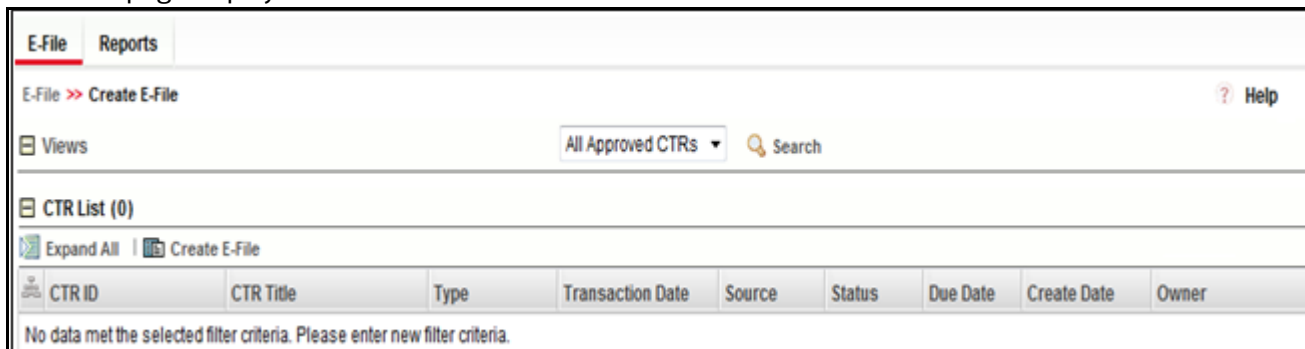 E-File Reports
E-File >> Create E-File ? Help
Views All Approved CTRs Search
CTR List (0)
Expand All | Create E-File
CTR ID CTR Title Type Transaction Date Source Status Due Date Create Date Owner
No data met the selected filter criteria. Please enter new filter criteria.